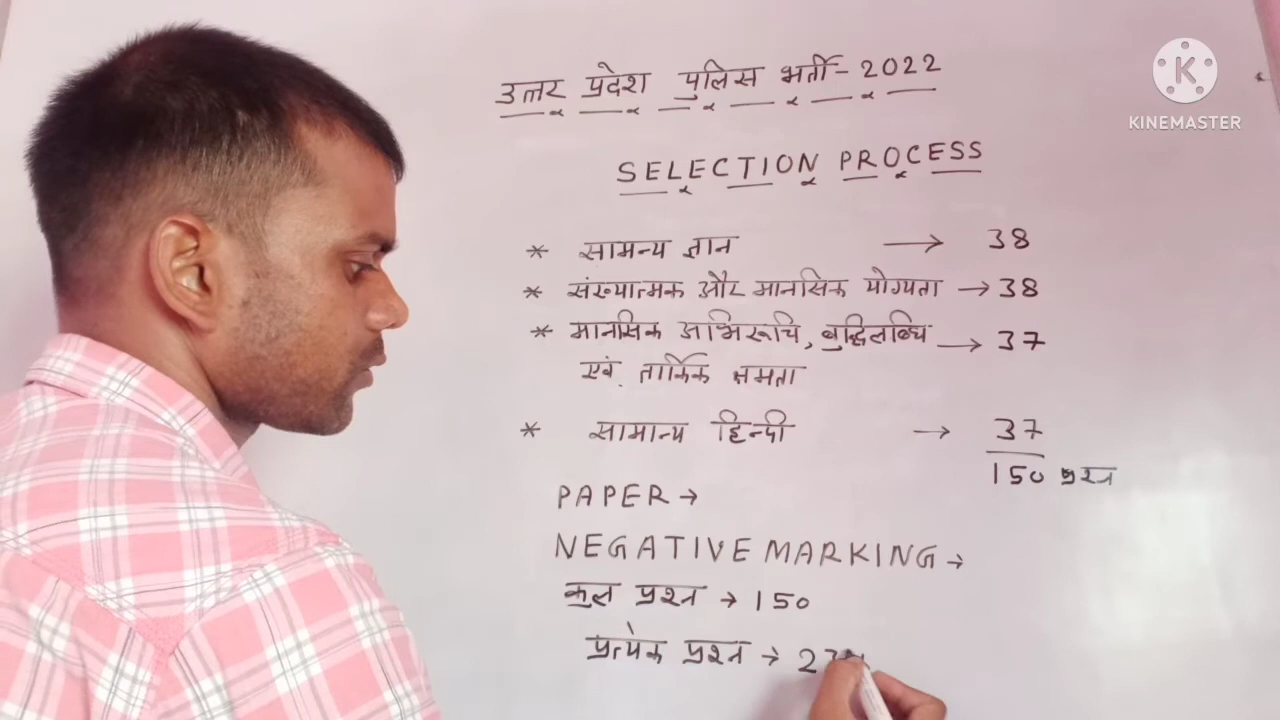 उत्तर प्रदेश पुलिस भर्ती - 2022
SELECTION PROCESS
* सामन्य ज्ञान → 38
* संख्यात्मक और मानसिक योग्यता → 38
* मानसिक अभिरूचि, बुद्धिलब्धि → 37
एवं तार्किक क्षमता
* सामान्य हिन्दी → 37
150 प्रश्न
PAPER →
NEGATIVE MARKING →
कुल प्रश्न → 150
प्रत्येक प्रश्न → 2
K
KINEMASTER